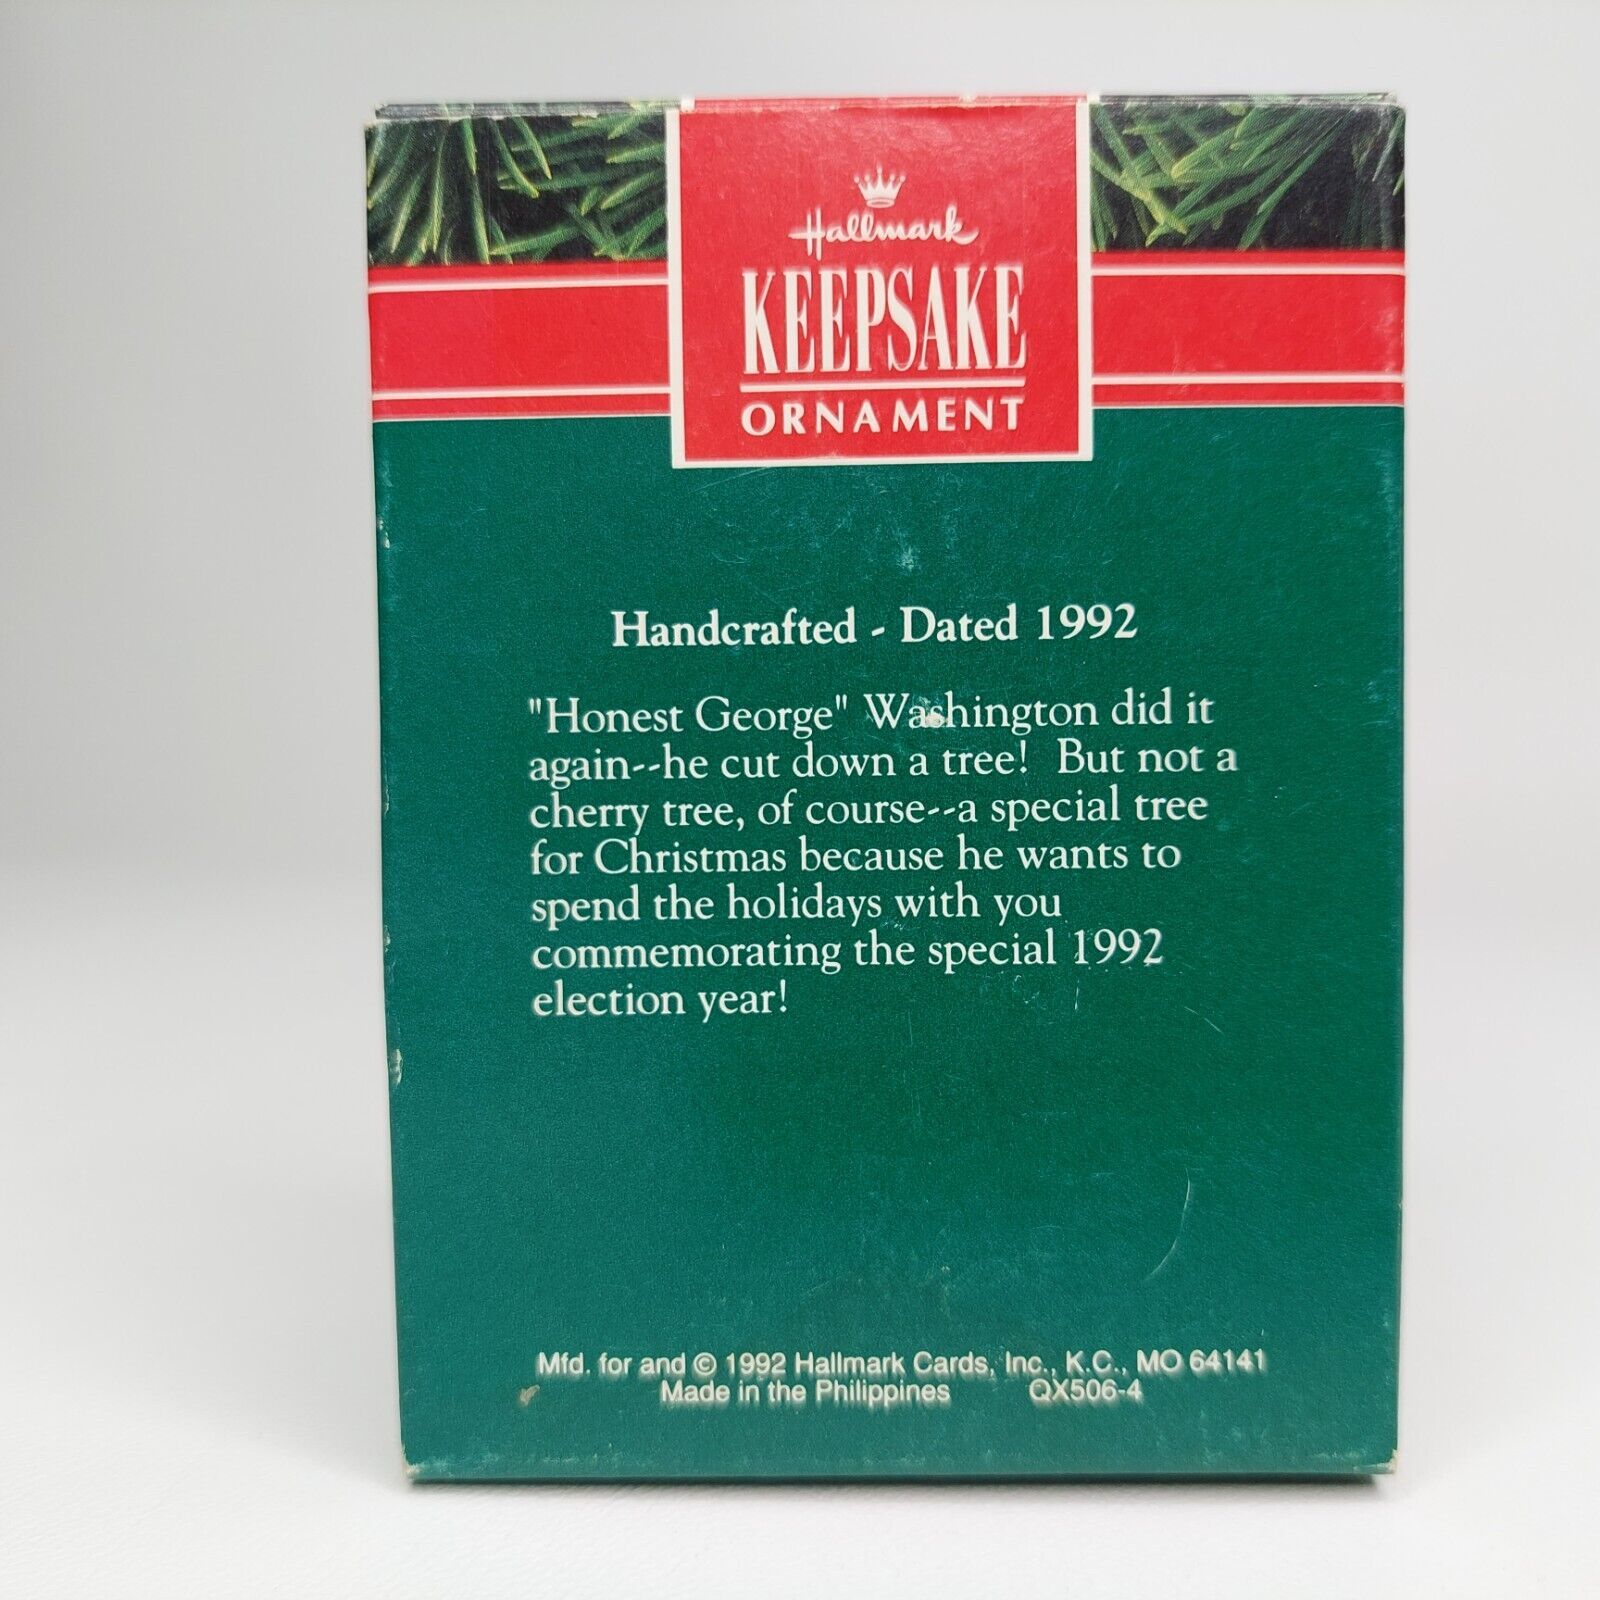 Hallmark
KEEPSAKE
ORNAMENT
Handcrafted - Dated 1992
"Honest George" Washington did it
again--he cut down a tree! But not a
cherry tree, of course--a special tree
for Christmas because he wants to
spend the holidays with you
commemorating the special 1992
election year!
Mfd. for and © 1992 Hallmark Cards, Inc., K.C., MO 64141
Made in the Philippines QX506-4